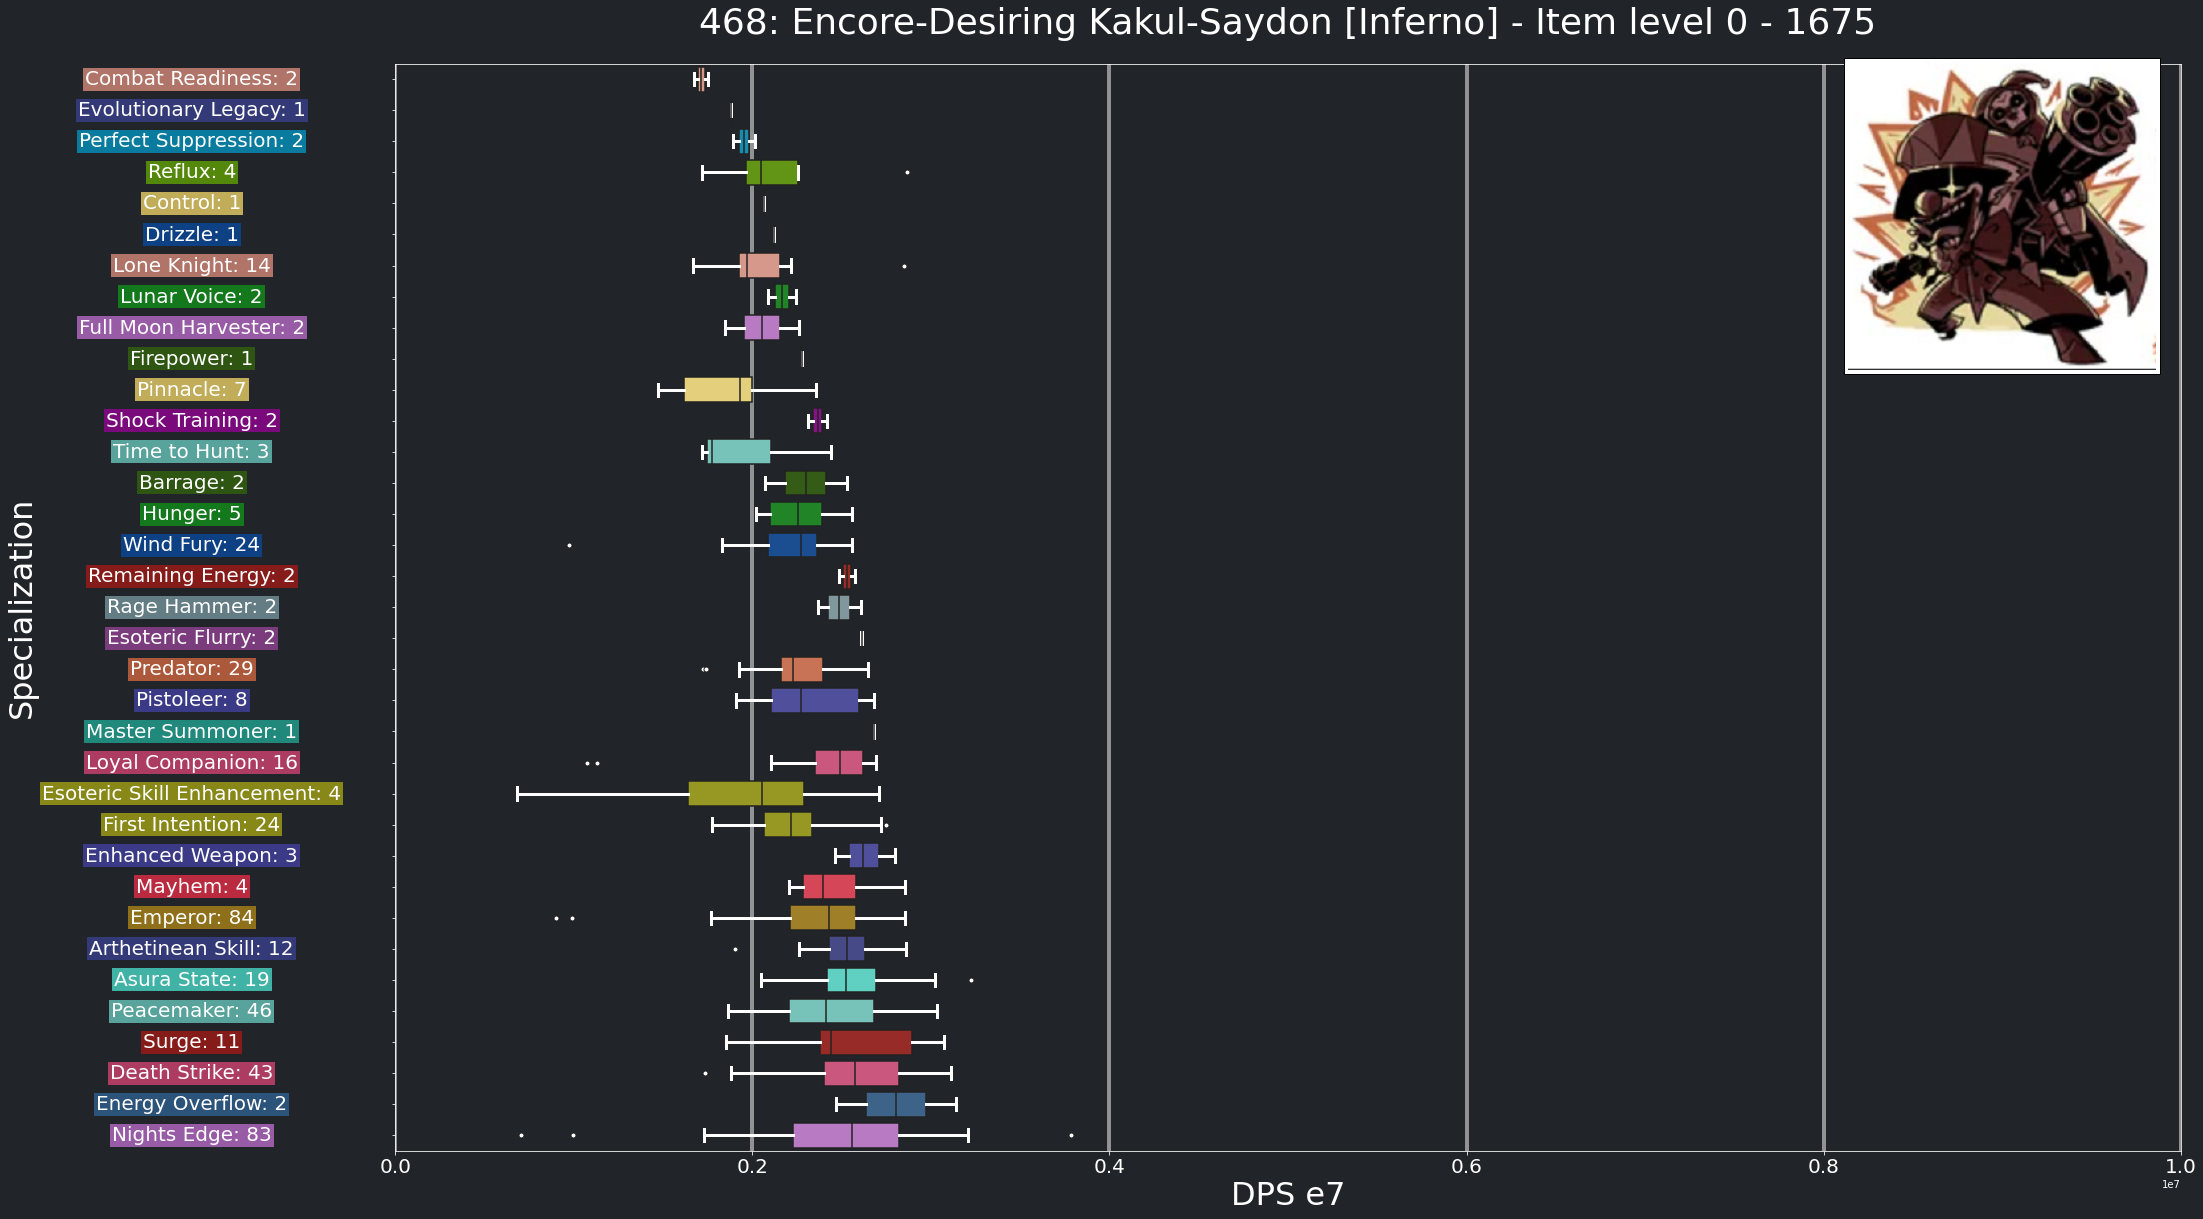 468: Encore-Desiring Kakul-Saydon [Inferno] - Item level 0 - 1675
Specialization
Combat Readiness: 2
Evolutionary Legacy: 1
Perfect Suppression: 2
Reflux: 4
Control: 1
Drizzle: 1
Lone Knight: 14
Lunar Voice: 2
Full Moon Harvester: 2
Firepower: 1
Pinnacle: 7
Shock Training: 2
Time to Hunt: 3
Barrage: 2
Hunger: 5
Wind Fury: 24
Remaining Energy: 2
Rage Hammer: 2
Esoteric Flurry: 2
Predator: 29
Pistoleer: 8
Master Summoner: 1
Loyal Companion: 16
Esoteric Skill Enhancement: 4
First Intention: 24
Enhanced Weapon: 3
Mayhem: 4
Emperor: 84
Arthetinean Skill: 12
Asura State: 19
Peacemaker: 46
Surge: 11
Death Strike: 43
Energy Overflow: 2
Nights Edge: 83
0.0 0.2 0.4 0.6 0.8 1.0
1e7
DPS e7